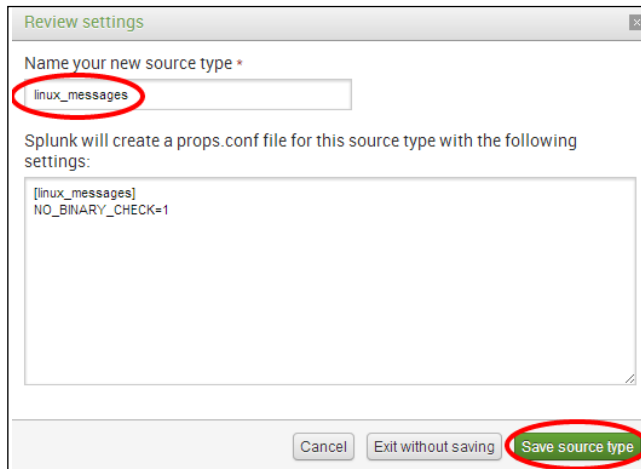 Review settings
Name your new source type *
linux_messages
Splunk will create a props.conf file for this source type with the following
settings:
[linux_messages]
NO_BINARY_CHECK=1
Cancel
Exit without saving
Save source type